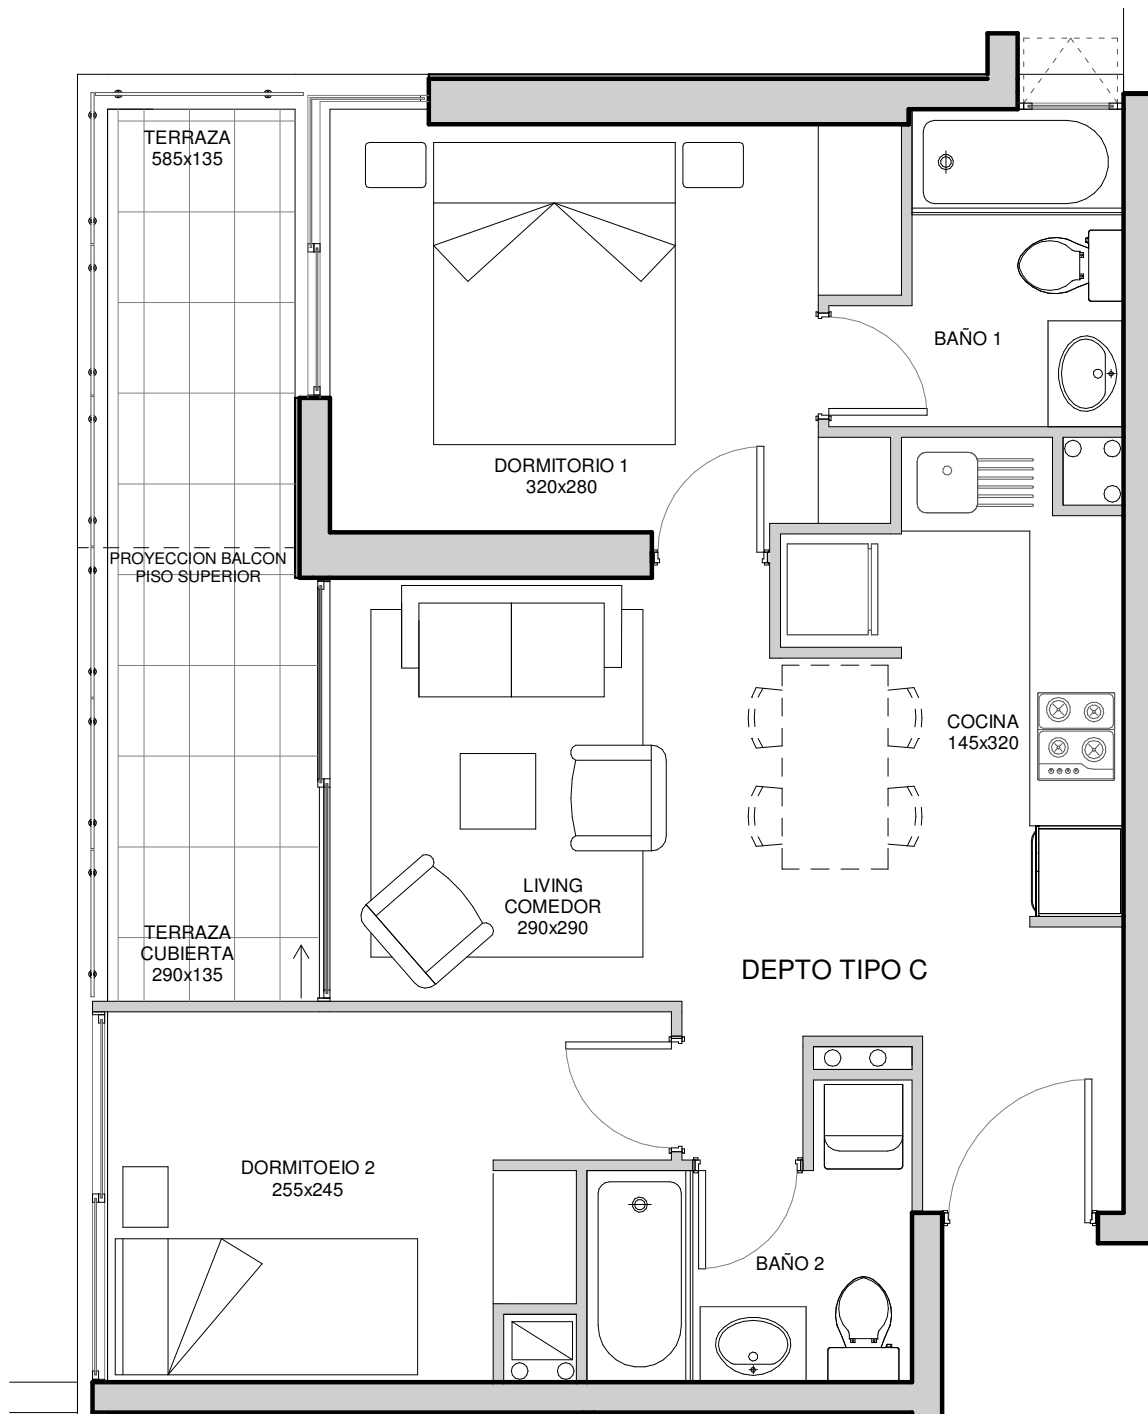 TERRAZA
585x135
BAÑO 1
DORMITORIO 1
320x280
PROYECCION BALCON
PISO SUPERIOR
COCINA
145x320
LIVING
COMEDOR
290x290
TERRAZA
CUBIERTA
290x135
DEPTO TIPO C
DORMITOEIO 2
255x245
BAÑO 2